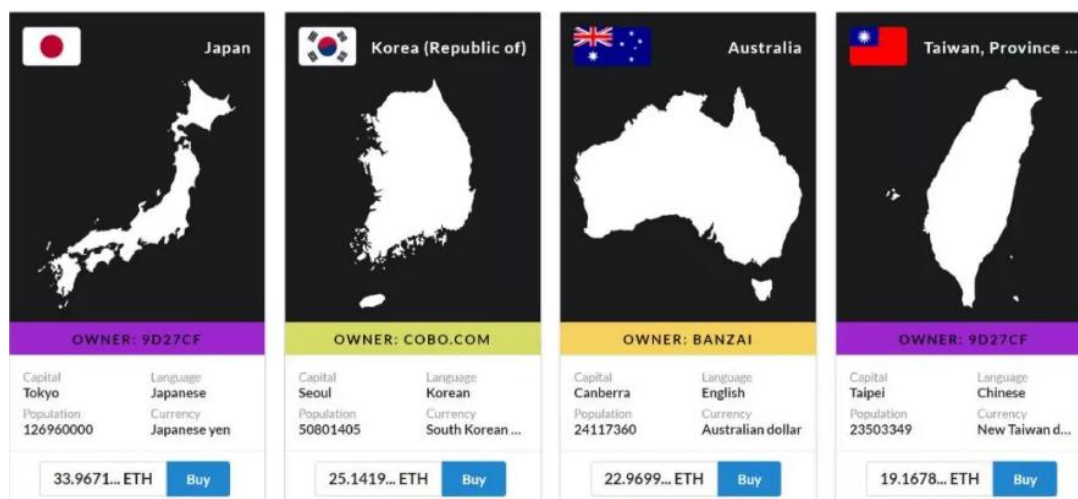 Japan
OWNER: 9D27CF
Capital
Tokyo
Language
Japanese
Population
126960000
Currency
Japanese yen
33.9671... ETH
Buy
Korea (Republic of)
OWNER: COBO.COM
Capital
Seoul
Language
Korean
Population
50801405
Currency
South Korean ...
25.1419... ETH
Buy
Australia
OWNER: BANZAI
Capital
Canberra
Language
English
Population
24117360
Currency
Australian dollar
22.9699... ETH
Buy
Taiwan, Province ...
OWNER: 9D27CF
Capital
Taipei
Language
Chinese
Population
23503349
Currency
New Taiwan d...
19.1678... ETH
Buy